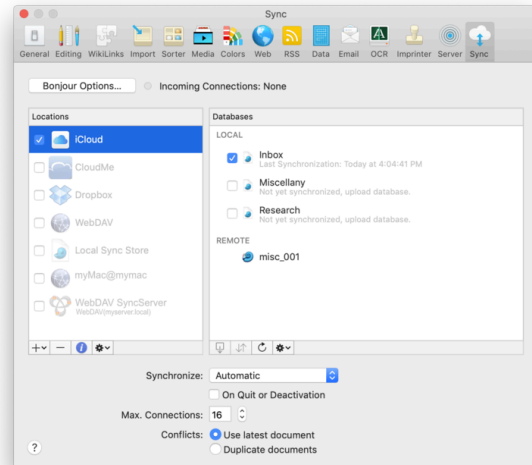 Sync
General Editing WikiLinks Import Sorter Media Colors Web RSS Data Email OCR Imprinter Server Sync
Bonjour Options...
Incoming Connections: None
Locations
iCloud
CloudMe
Dropbox
WebDAV
Local Sync Store
myMac@mymac
WebDAV SyncServer
WebDAV(myserver.local)
Databases
LOCAL
Inbox
Last Synchronization: Today at 4:04:41 PM
Miscellany
Not yet synchronized, upload database.
Research
Not yet synchronized, upload database.
REMOTE
misc_001
Synchronize: Automatic
On Quit or Deactivation
Max. Connections: 16
Conflicts: Use latest document
Duplicate documents
?